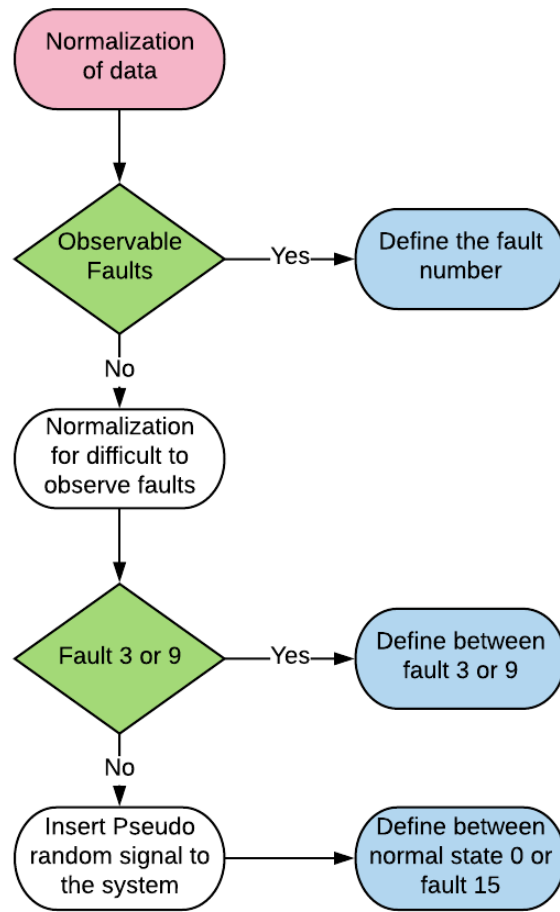 Normalization
of data
Observable
Faults
Yes
Define the fault
number
No
Normalization
for difficult to
observe faults
Fault 3 or 9
Yes
Define between
fault 3 or 9
No
Insert Pseudo
random signal to
the system
Define between
normal state 0 or
fault 15